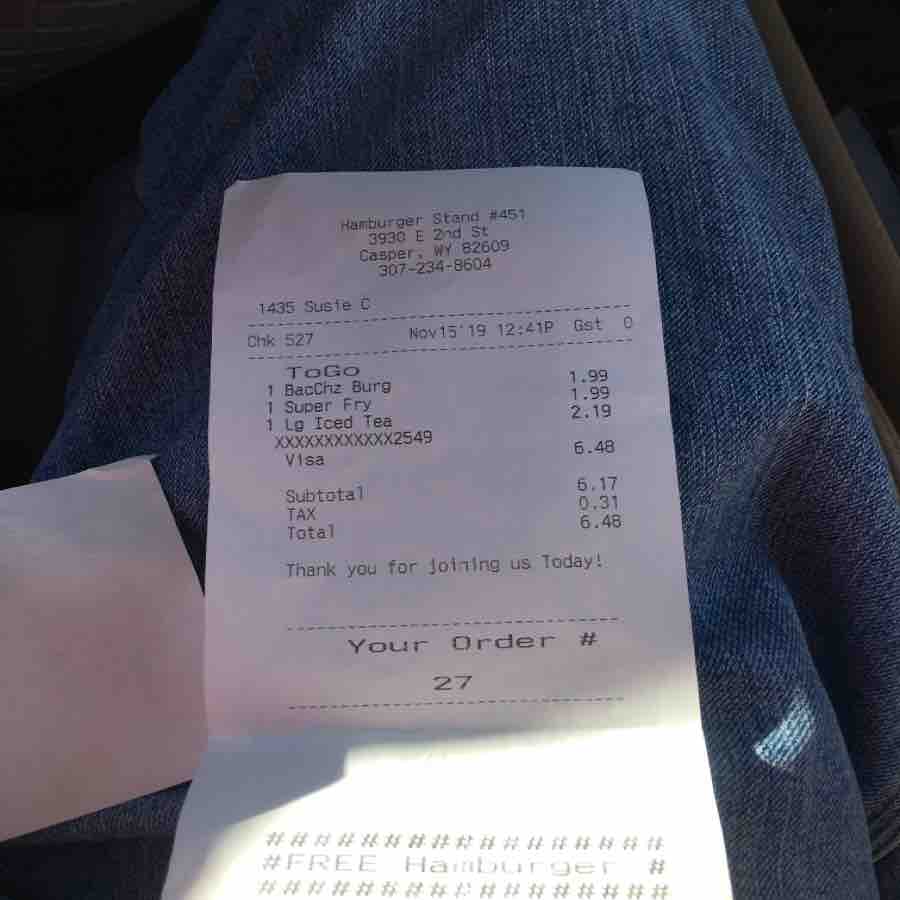 Hamburger Stand #451
3930 E 2nd St
Casper, WY 82609
307-234-8604
1435 Susie C
Chk 527 Nov15'19 12:41P Gst 0
ToGo
1 BacChz Burg 1.99
1 Super Fry 1.99
1 Lg Iced Tea 2.19
XXXXXXXXXXXX2549
Visa 6.48
Subtotal 6.17
TAX 0.31
Total 6.48
Thank you for joining us Today!
Your Order #
27
##################
#FREE Hamburger #
##################